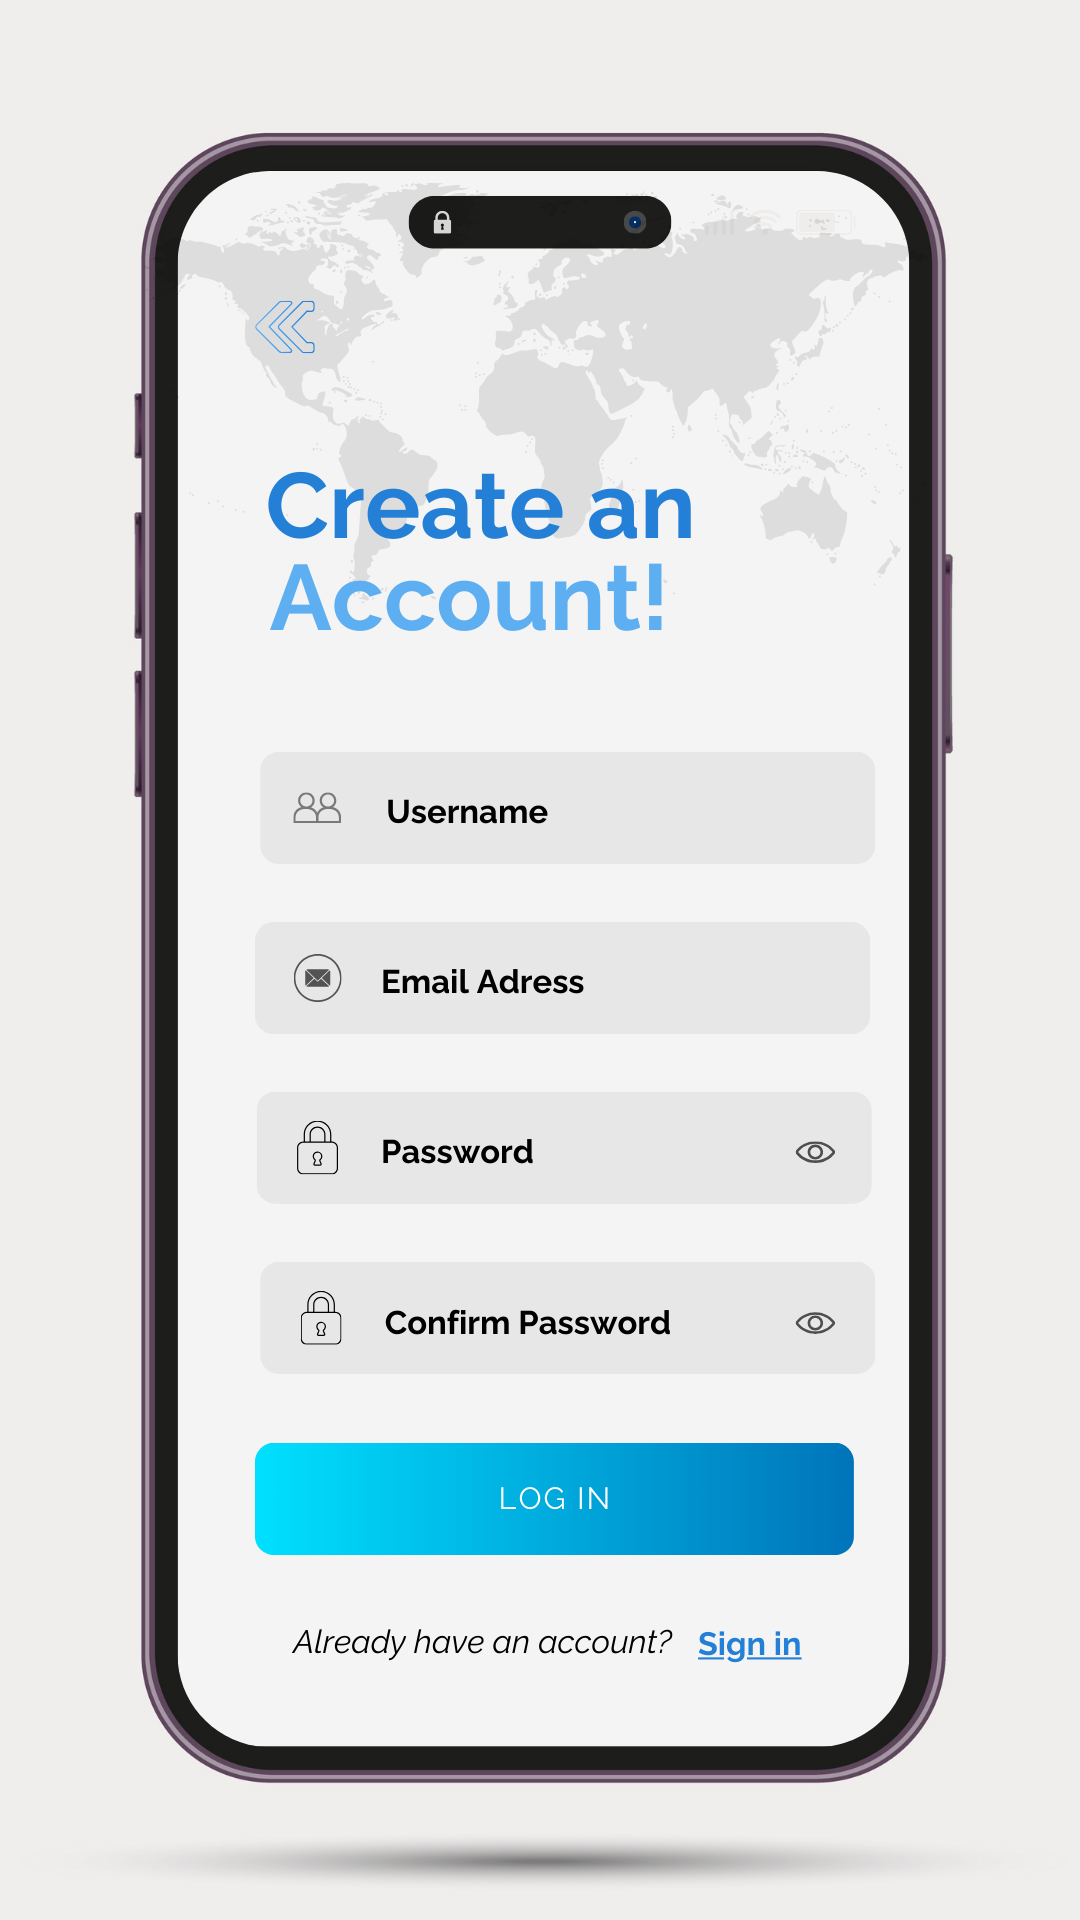 Create an
Account!
Username
Email Adress
Password
Confirm Password
LOG IN
Already have an account? Sign in